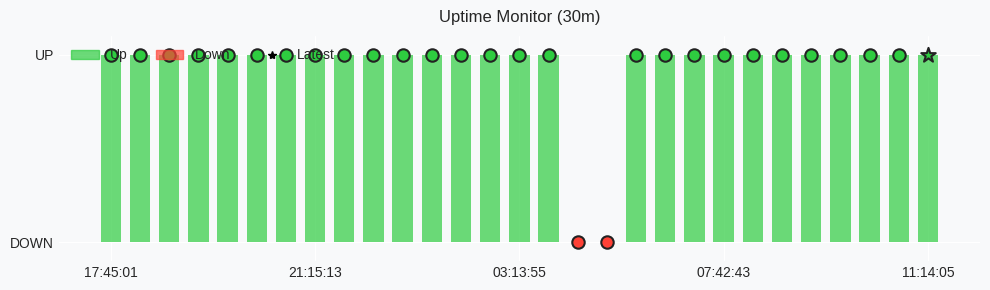 Uptime Monitor (30m)
UP
Up Down Latest
DOWN
17:45:01 21:15:13 03:13:55 07:42:43 11:14:05